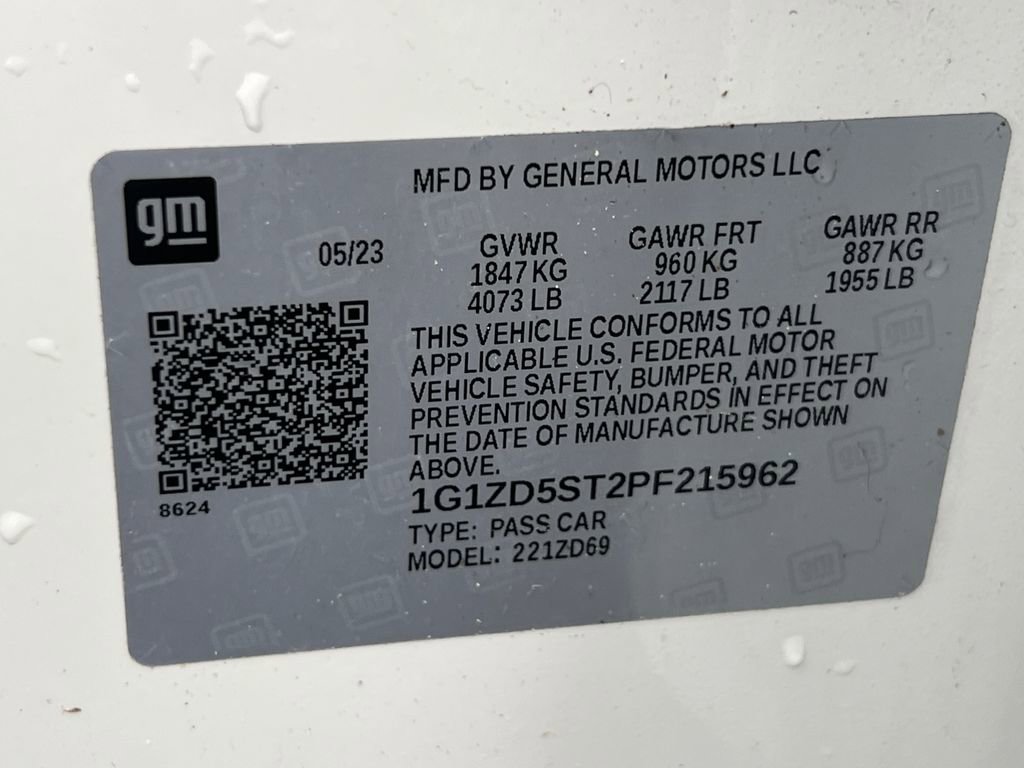 gm
MFD BY GENERAL MOTORS LLC
05/23
GVWR
1847 KG
4073 LB
GAWR FRT
960 KG
2117 LB
GAWR RR
887 KG
1955 LB
THIS VEHICLE CONFORMS TO ALL
APPLICABLE U.S. FEDERAL MOTOR
VEHICLE SAFETY, BUMPER, AND THEFT
PREVENTION STANDARDS IN EFFECT ON
THE DATE OF MANUFACTURE SHOWN
ABOVE.
1G1ZD5ST2PF215962
TYPE: PASS CAR
MODEL: 221ZD69
8624